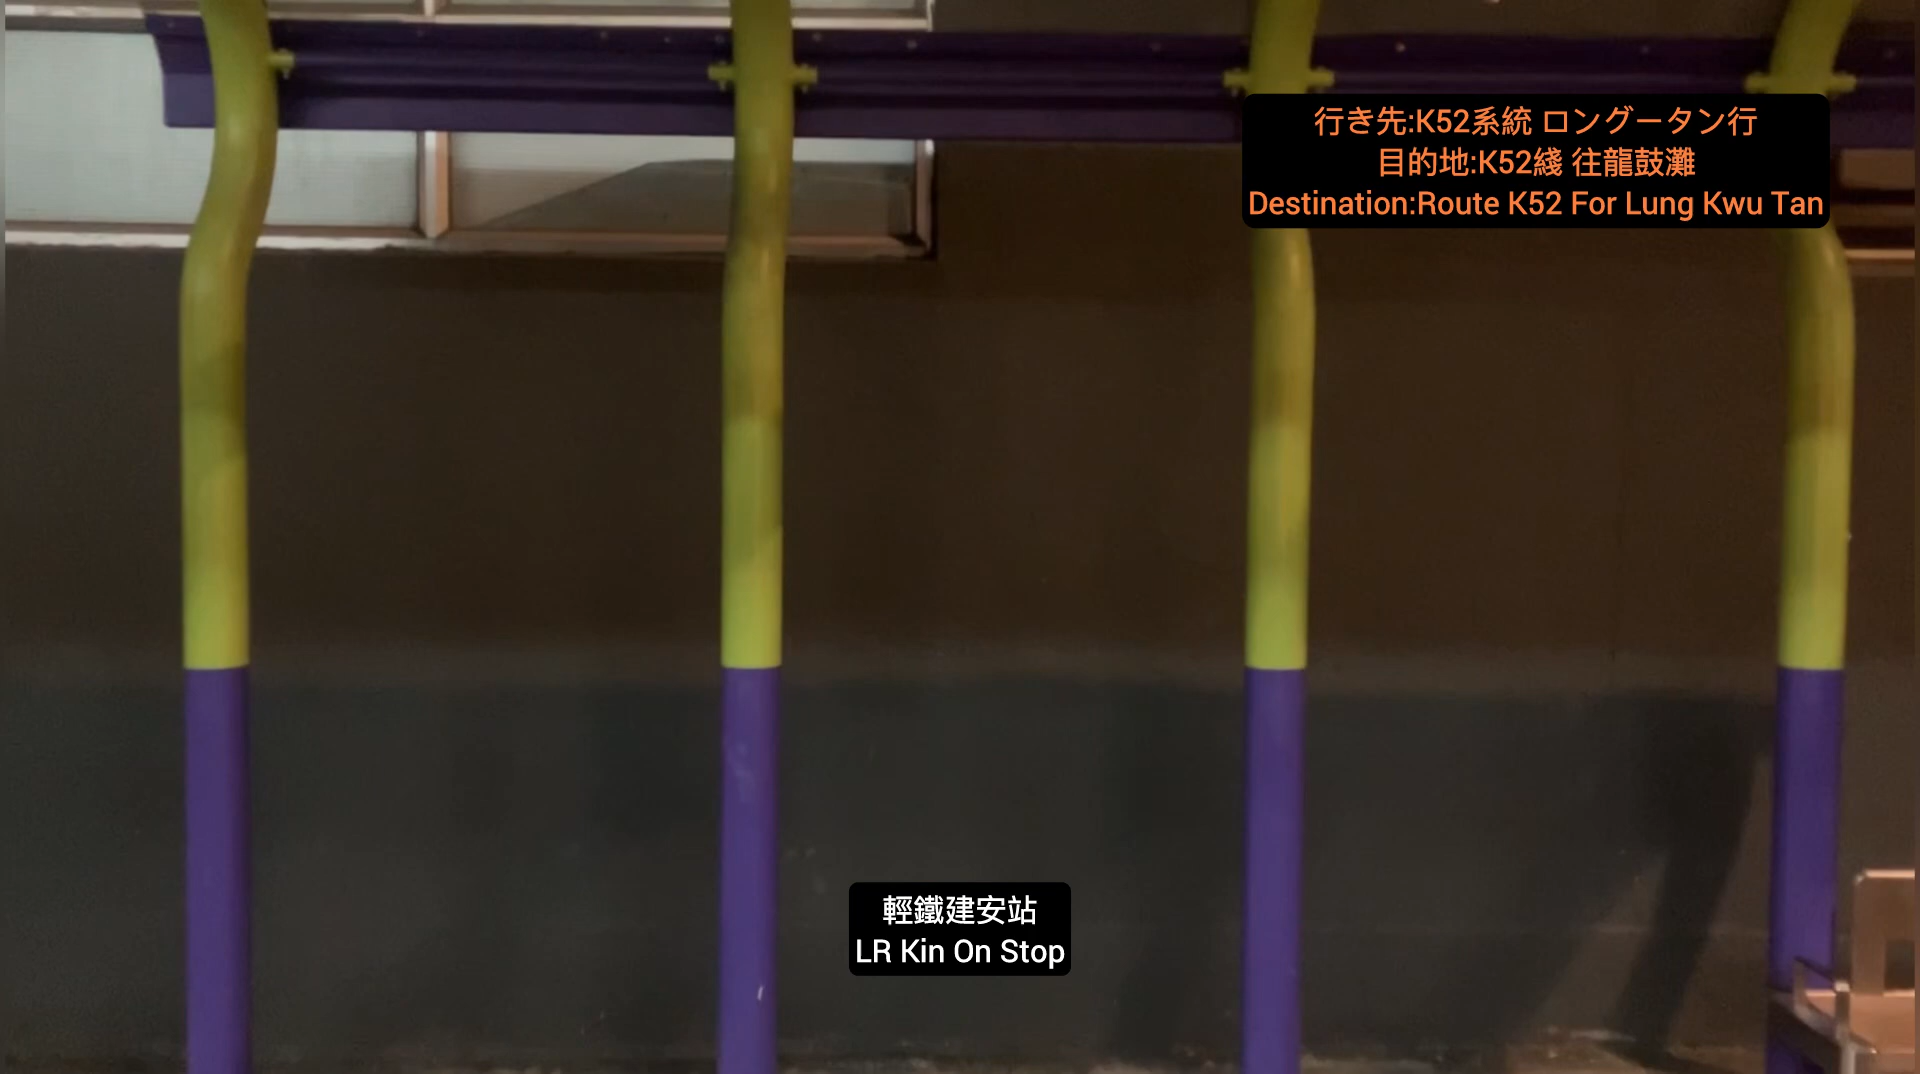 行き先:K52系統 ロングータン行
目的地:K52綫 往龍鼓灘
Destination:Route K52 For Lung Kwu Tan
輕鐵建安站
LR Kin On Stop